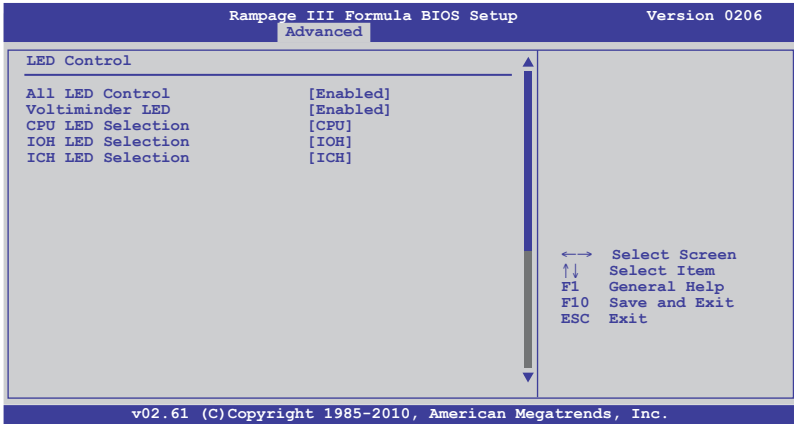 Rampage III Formula BIOS Setup Version 0206
Advanced
LED Control
All LED Control [Enabled]
Voltiminder LED [Enabled]
CPU LED Selection [CPU]
IOH LED Selection [IOH]
ICH LED Selection [ICH]
←→ Select Screen
↑↓ Select Item
F1 General Help
F10 Save and Exit
ESC Exit
v02.61 (C)Copyright 1985-2010, American Megatrends, Inc.